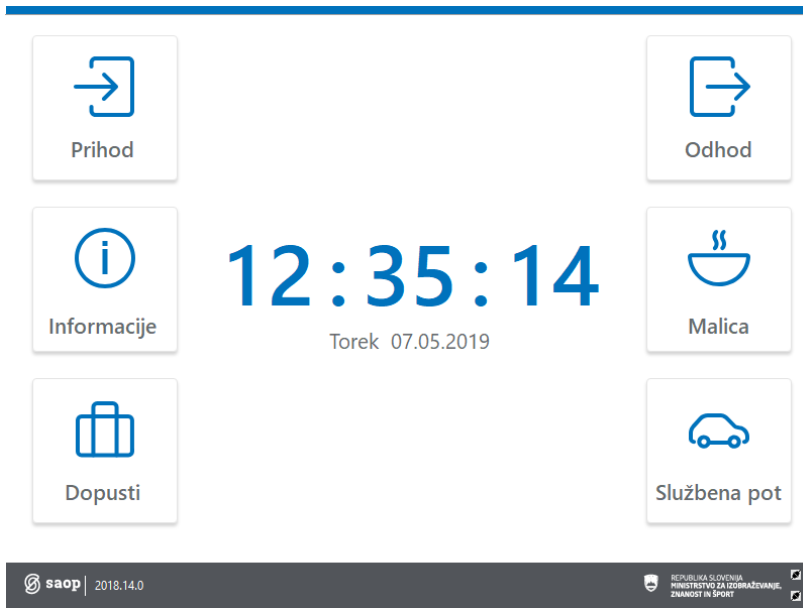 Prihod
Odhod
Informacije
12:35:14
Torek 07.05.2019
Malica
Dopusti
Službena pot
saop 2018.14.0
REPUBLIKA SLOVENIJA
MINISTRSTVO ZA IZOBRAŽEVANJE,
ZNANOST IN ŠPORT